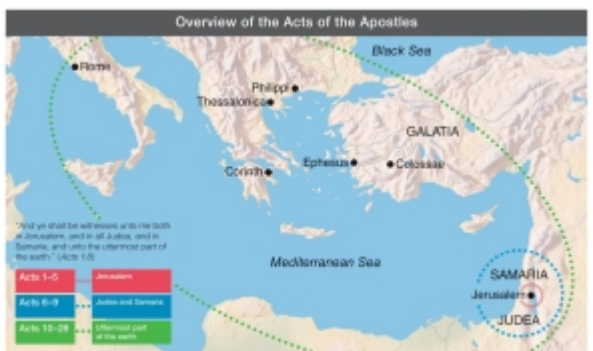 Overview of the Acts of the Apostles
Black Sea
Rome
Philippi
Thessalonica
GALATIA
Ephesus
Colossae
Corinth
"And ye shall be witnesses unto me both
in Jerusalem, and in all Judea, and in
Samaria, and unto the uttermost part of
the earth." (Acts 1:8)
Mediterranean Sea
SAMARIA
Jerusalem
JUDEA
Acts 1–5 Jerusalem
Acts 6–9 Judea and Samaria
Acts 10–28 Uttermost part
of the earth